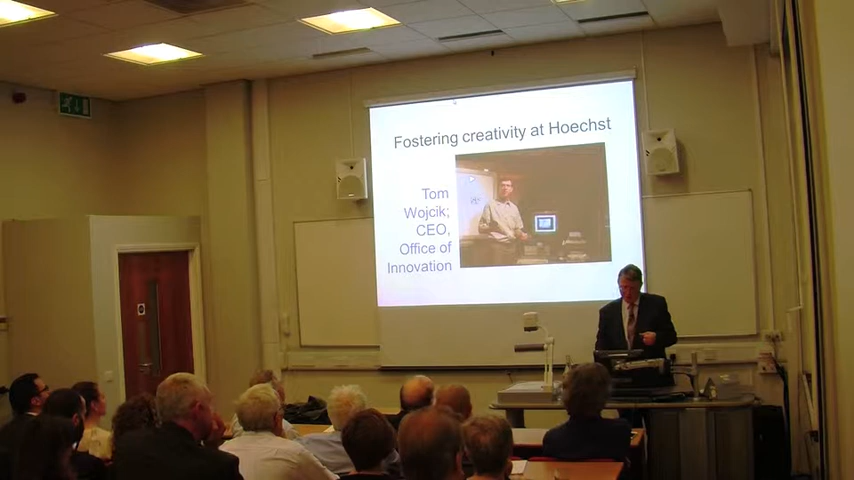 Fostering creativity at Hoechst
Tom
Wojcik;
CEO,
Office of
Innovation